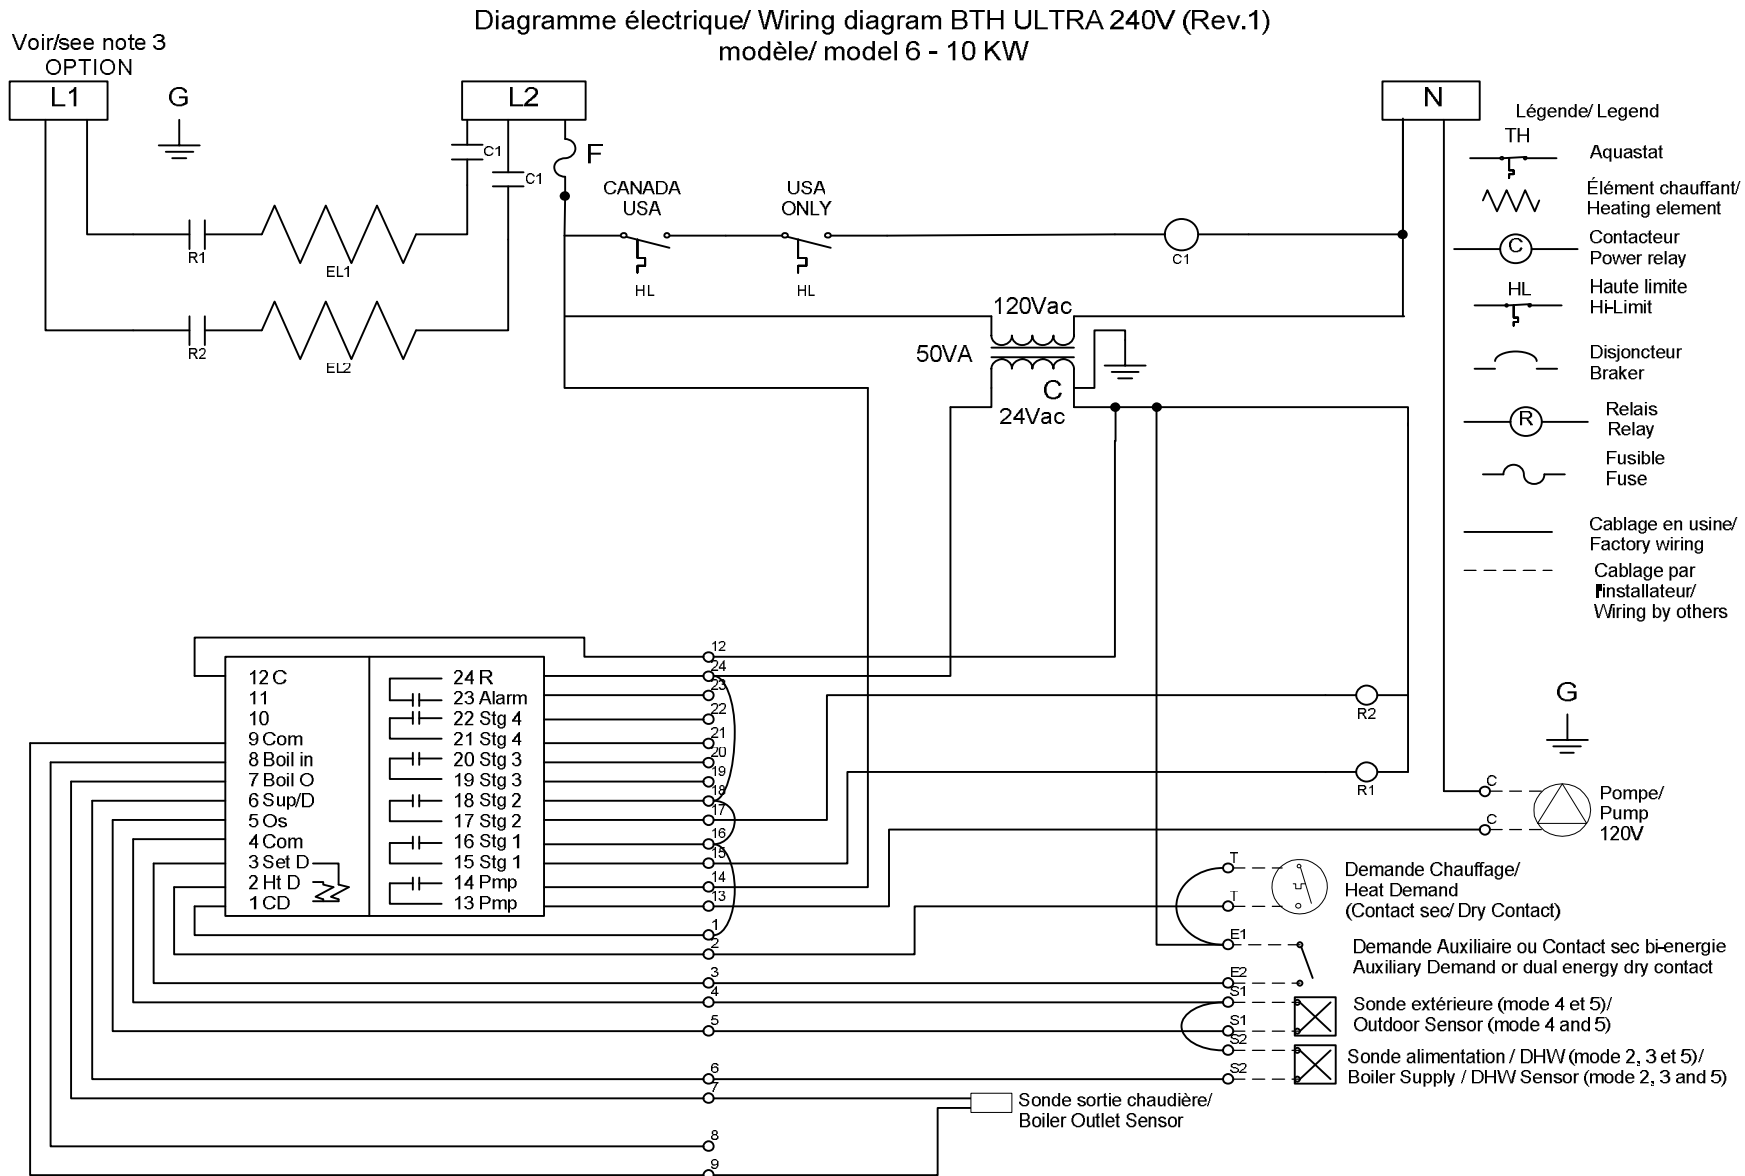 Diagramme électrique/ Wiring diagram BTH ULTRA 240V (Rev.1)
modèle/ model 6 - 10 KW
Voir/see note 3
OPTION
L1
G
L2
N
F
C1
C1
CANADA
USA
USA
ONLY
R1
EL1
HL
HL
C1
R2
EL2
120Vac
50VA
C
24Vac
Légende/ Legend
TH
Aquastat
Élément chauffant/
Heating element
C
Contacteur
Power relay
HL
Haute limite
Hi-Limit
Disjoncteur
Braker
R
Relais
Relay
Fusible
Fuse
Cablage en usine/
Factory wiring
Cablage par
l'installateur/
Wiring by others
12 C
11
10
9 Com
8 Boil in
7 Boil O
6 Sup/D
5 Os
4 Com
3 Set D
2 Ht D
1 CD
24 R
23 Alarm
22 Stg 4
21 Stg 4
20 Stg 3
19 Stg 3
18 Stg 2
17 Stg 2
16 Stg 1
15 Stg 1
14 Pmp
13 Pmp
12
24
23
22
21
20
19
18
17
16
15
14
13
1
2
3
4
5
6
7
8
9
R2
R1
G
C
C
Pompe/
Pump
120V
T
T
Demande Chauffage/
Heat Demand
(Contact sec/ Dry Contact)
E1
E2
Demande Auxiliaire ou Contact sec bi-energie
Auxiliary Demand or dual energy dry contact
S1
S1
Sonde extérieure (mode 4 et 5)/
Outdoor Sensor (mode 4 and 5)
S2
S2
Sonde alimentation / DHW (mode 2, 3 et 5)/
Boiler Supply / DHW Sensor (mode 2, 3 and 5)
Sonde sortie chaudière/
Boiler Outlet Sensor